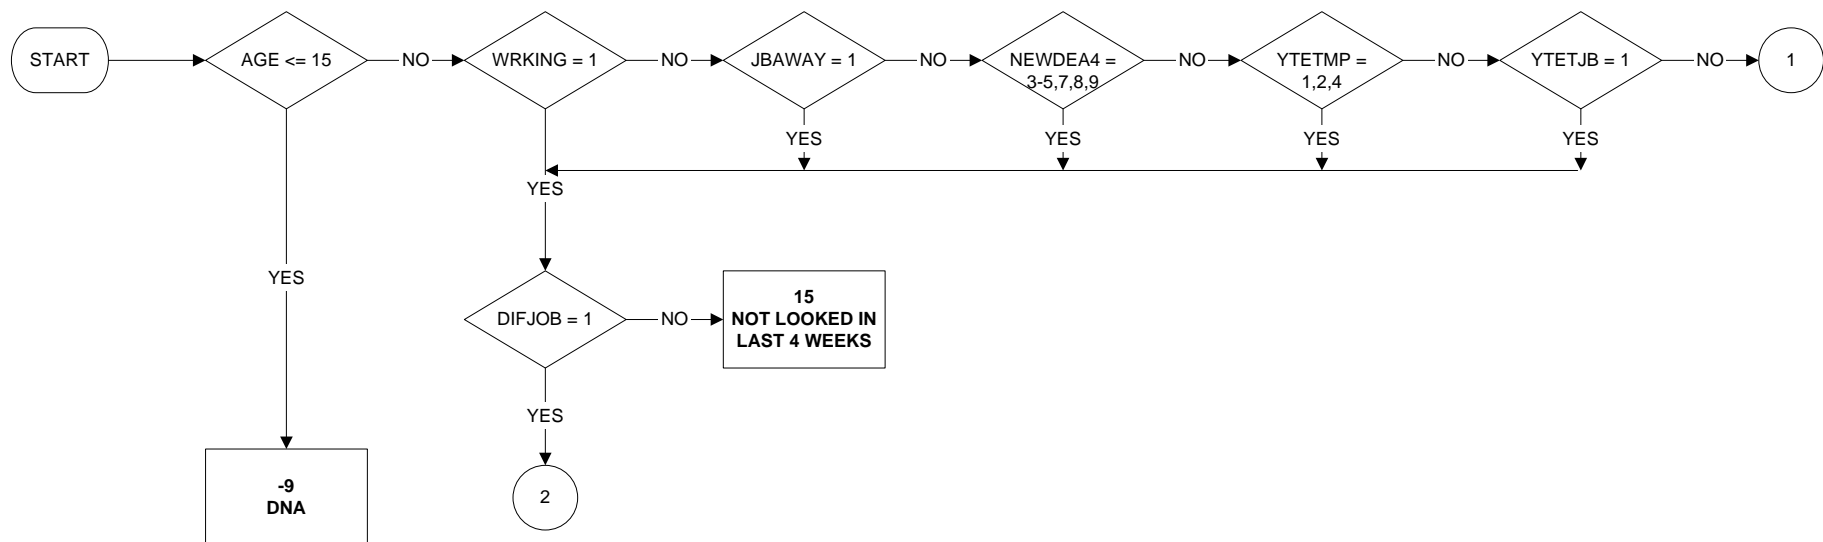 START
AGE <= 15
NO
WRKING = 1
NO
JBAWAY = 1
NO
NEWDEA4 =
3-5,7,8,9
NO
YTETMP =
1,2,4
NO
YTETJB = 1
NO
1
YES
YES
YES
YES
YES
YES
DIFJOB = 1
NO
15
NOT LOOKED IN
LAST 4 WEEKS
YES
2
-9
DNA